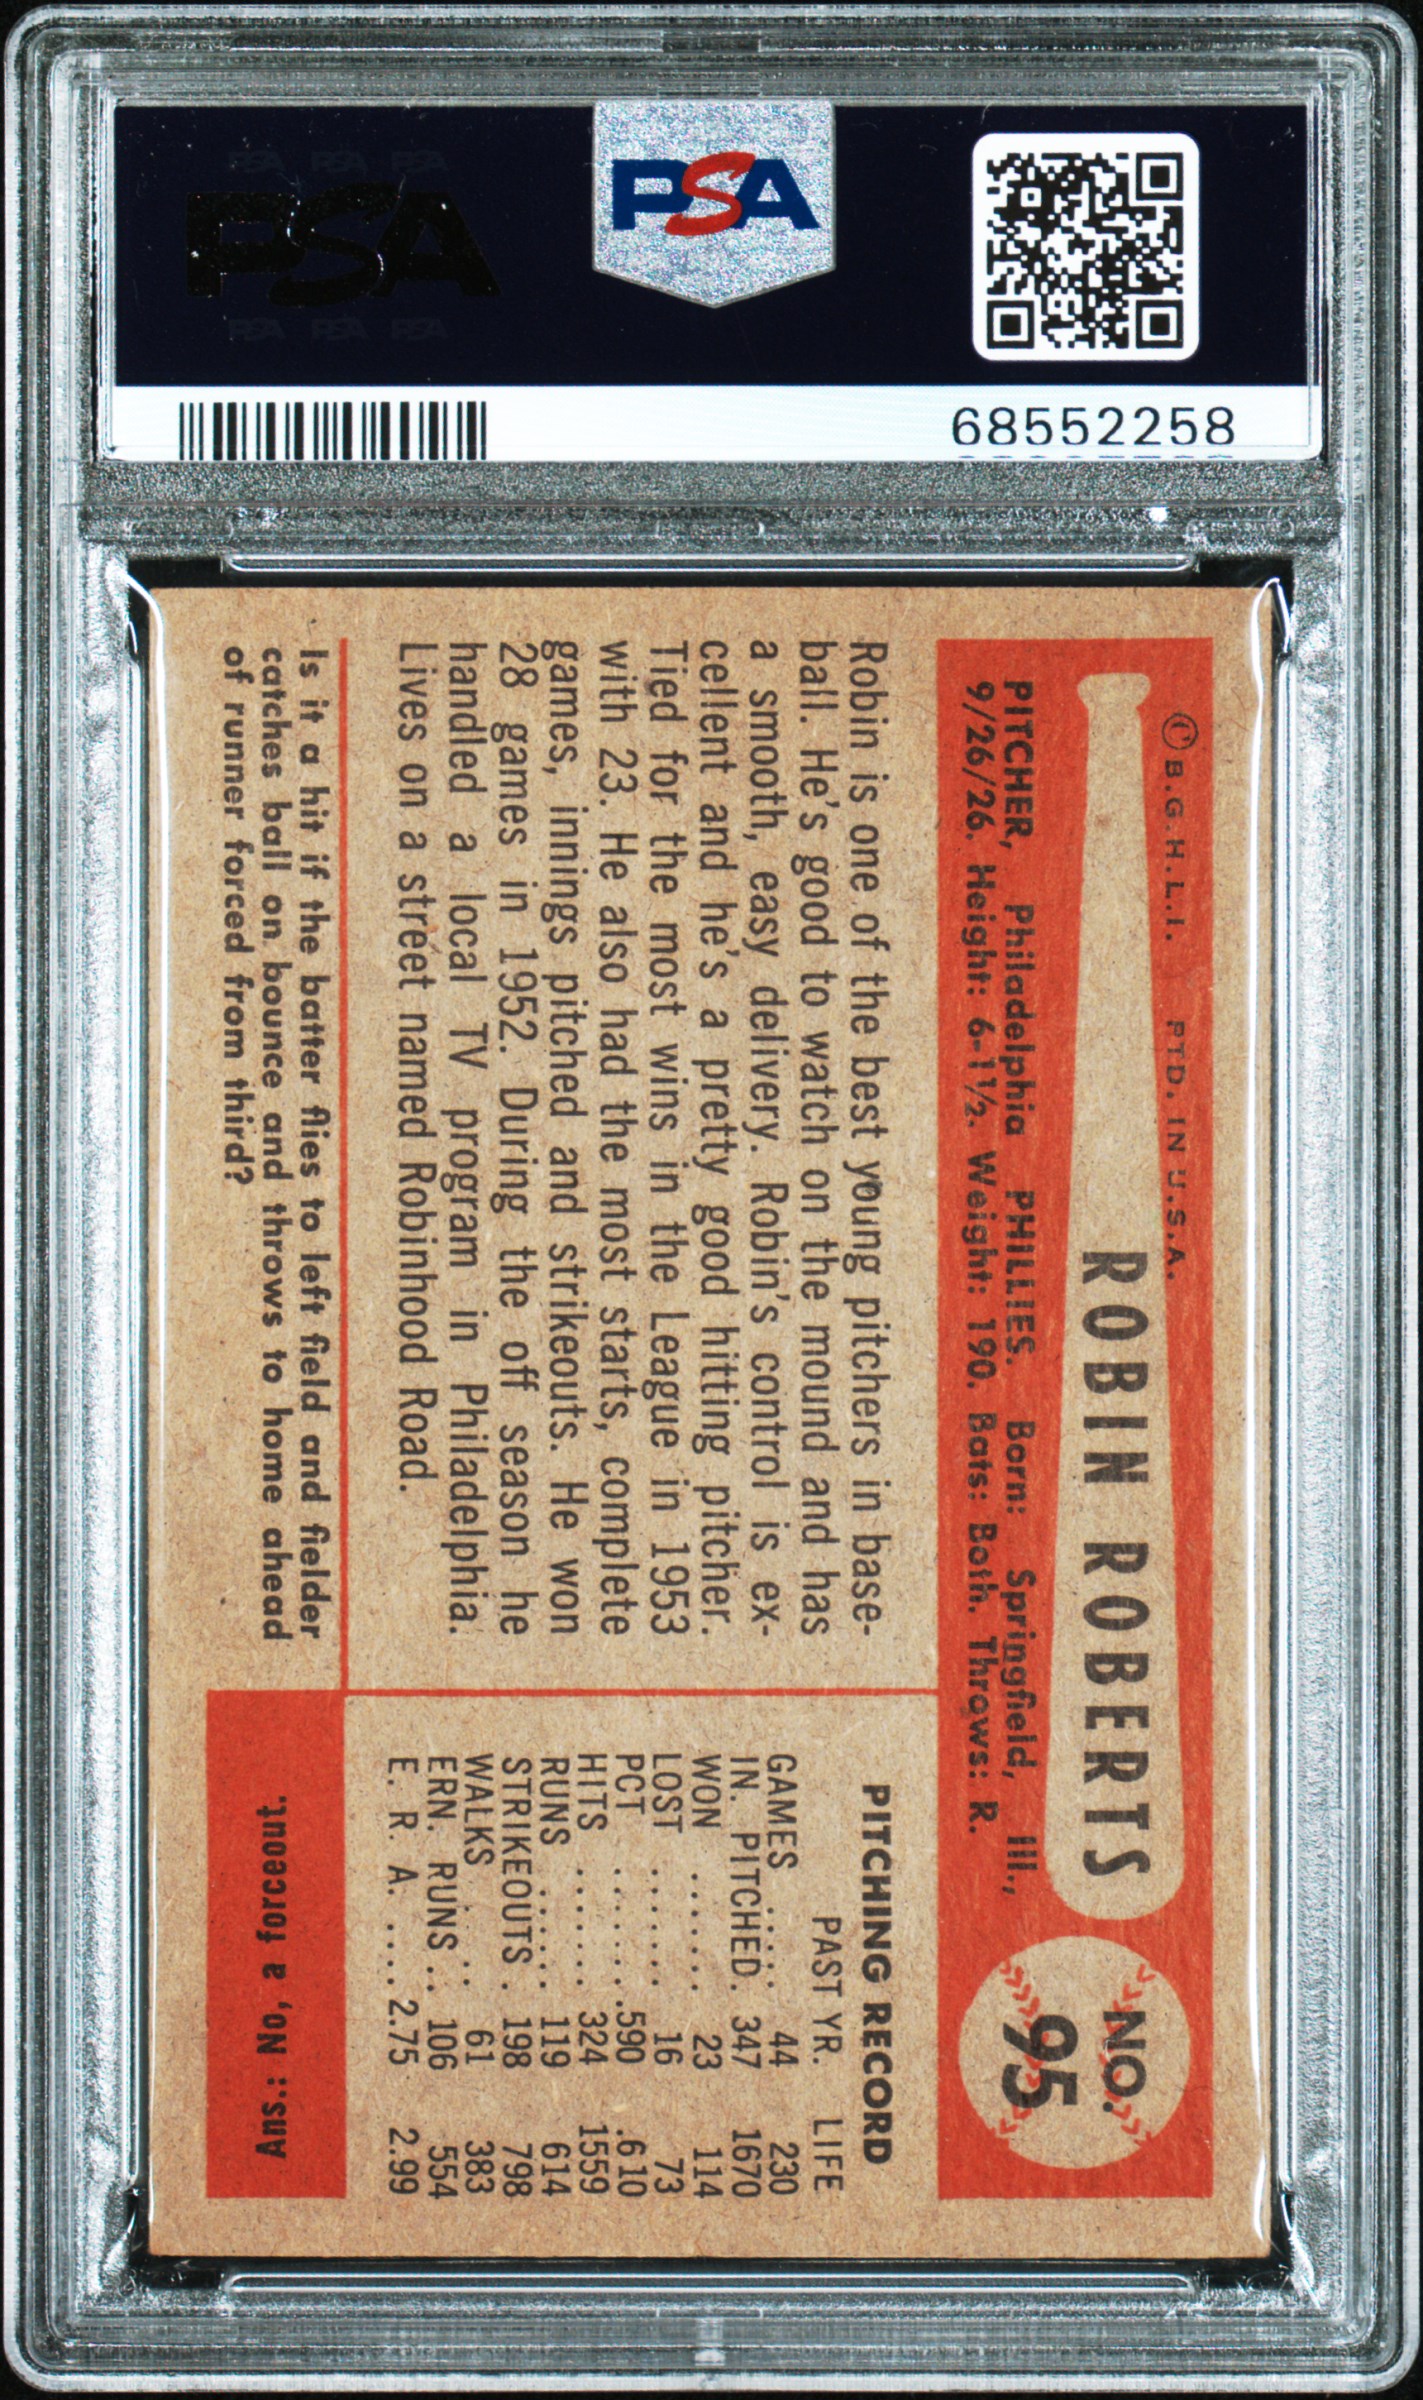 PSA PSA PSA
PSA
PSA PSA PSA
PSA
68552258
© B.G.H.L.I. PTD. IN U.S.A.
ROBIN ROBERTS
NO.
95
PITCHER, Philadelphia PHILLIES. Born: Springfield, Ill.,
9/26/26. Height: 6-1½. Weight: 190. Bats: Both. Throws: R.
Robin is one of the best young pitchers in base-
ball. He's good to watch on the mound and has
a smooth, easy delivery. Robin's control is ex-
cellent and he's a pretty good hitting pitcher.
Tied for the most wins in the League in 1953
with 23. He also had the most starts, complete
games, innings pitched and strikeouts. He won
28 games in 1952. During the off season he
handled a local TV program in Philadelphia.
Lives on a street named Robinhood Road.
PITCHING RECORD
PAST YR. LIFE
GAMES ..... 44 230
IN. PITCHED. 347 1670
WON ....... 23 114
LOST ....... 16 73
PCT ....... .590 .610
HITS ....... 324 1559
RUNS ...... 119 614
STRIKEOUTS . 198 798
WALKS .... 61 383
ERN. RUNS .. 106 554
E. R. A. .... 2.75 2.99
Is it a hit if the batter flies to left field and fielder
catches ball on bounce and throws to home ahead
of runner forced from third?
Ans.: No, a forceout.